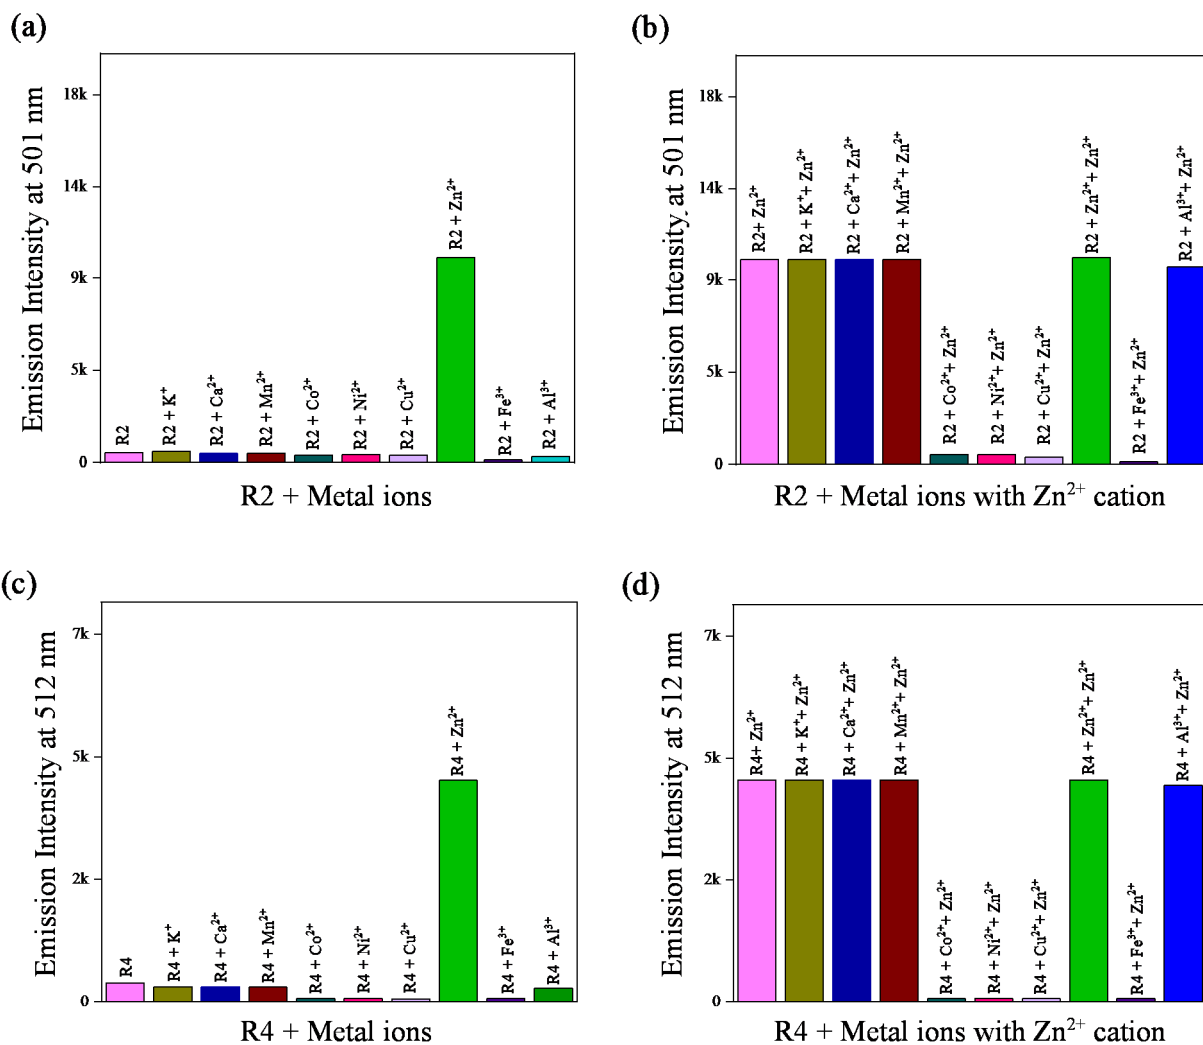 (a)
Emission Intensity at 501 nm
18k
14k
9k
5k
0
R2
R2 + K⁺
R2 + Ca²⁺
R2 + Mn²⁺
R2 + Co²⁺
R2 + Ni²⁺
R2 + Cu²⁺
R2 + Zn²⁺
R2 + Fe³⁺
R2 + Al³⁺
R2 + Metal ions
(b)
Emission Intensity at 501 nm
18k
14k
9k
5k
0
R2+ Zn²⁺
R2 + K⁺+ Zn²⁺
R2 + Ca²⁺+ Zn²⁺
R2 + Mn²⁺+ Zn²⁺
R2 + Co²⁺+ Zn²⁺
R2 + Ni²⁺+ Zn²⁺
R2 + Cu²⁺+ Zn²⁺
R2 + Zn²⁺+ Zn²⁺
R2 + Fe³⁺+ Zn²⁺
R2 + Al³⁺+ Zn²⁺
R2 + Metal ions with Zn²⁺ cation
(c)
Emission Intensity at 512 nm
7k
5k
2k
0
R4
R4 + K⁺
R4 + Ca²⁺
R4 + Mn²⁺
R4 + Co²⁺
R4 + Ni²⁺
R4 + Cu²⁺
R4 + Zn²⁺
R4 + Fe³⁺
R4 + Al³⁺
R4 + Metal ions
(d)
Emission Intensity at 512 nm
7k
5k
2k
0
R4+ Zn²⁺
R4 + K⁺+ Zn²⁺
R4 + Ca²⁺+ Zn²⁺
R4 + Mn²⁺+ Zn²⁺
R4 + Co²⁺+ Zn²⁺
R4 + Ni²⁺+ Zn²⁺
R4 + Cu²⁺+ Zn²⁺
R4 + Zn²⁺+ Zn²⁺
R4 + Fe³⁺+ Zn²⁺
R4 + Al³⁺+ Zn²⁺
R4 + Metal ions with Zn²⁺ cation